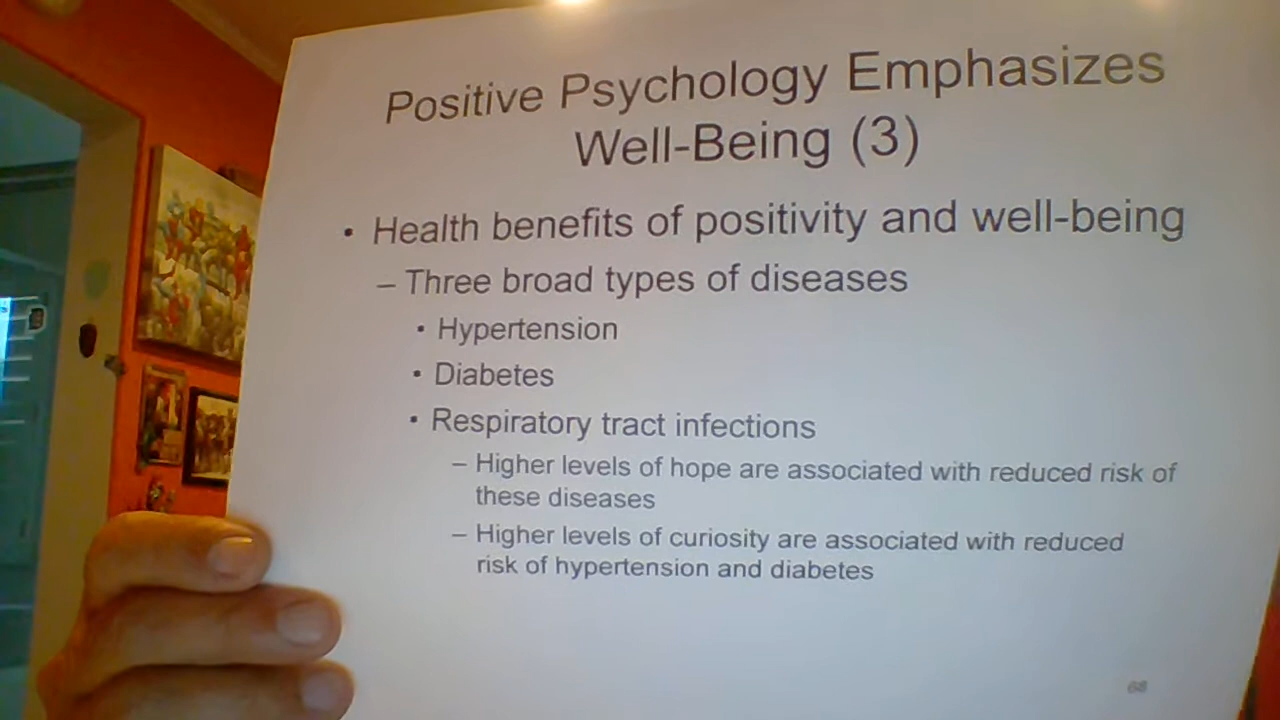 Positive Psychology Emphasizes
Well-Being (3)
• Health benefits of positivity and well-being
– Three broad types of diseases
• Hypertension
• Diabetes
• Respiratory tract infections
– Higher levels of hope are associated with reduced risk of
these diseases
– Higher levels of curiosity are associated with reduced
risk of hypertension and diabetes